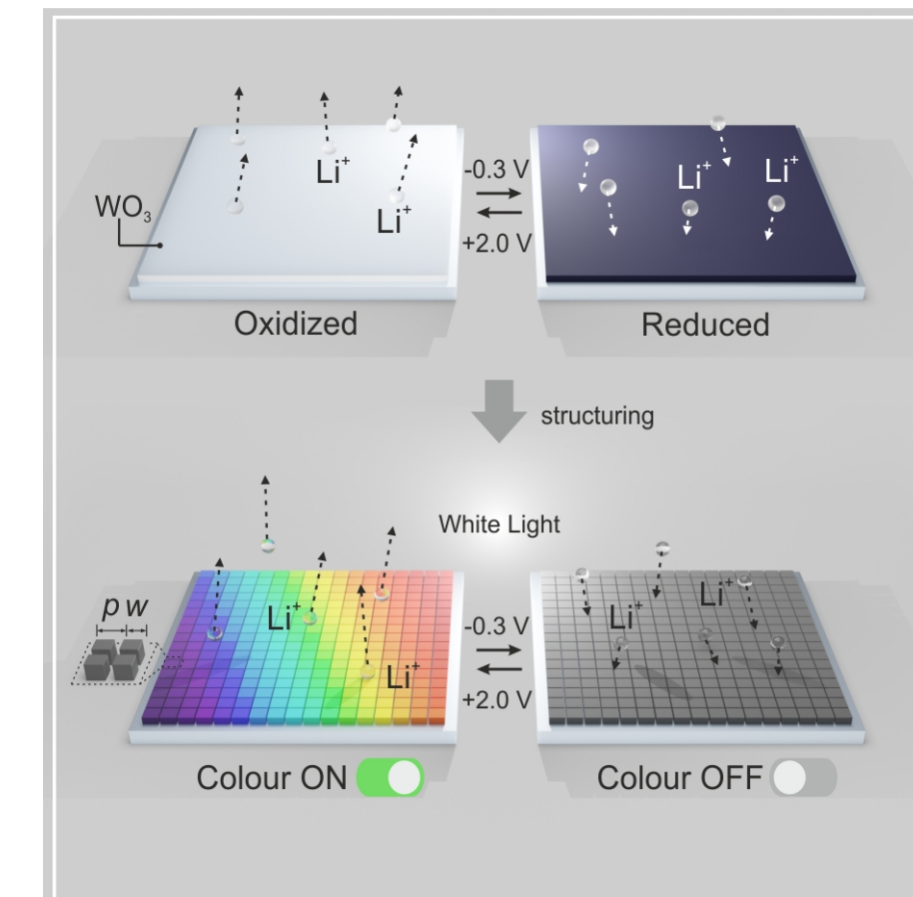 Li⁺
Li⁺
WO₃
-0.3 V
+2.0 V
Li⁺
Li⁺
Oxidized
Reduced
structuring
White Light
p w
Li⁺
Li⁺
-0.3 V
+2.0 V
Li⁺
Li⁺
Colour ON
Colour OFF